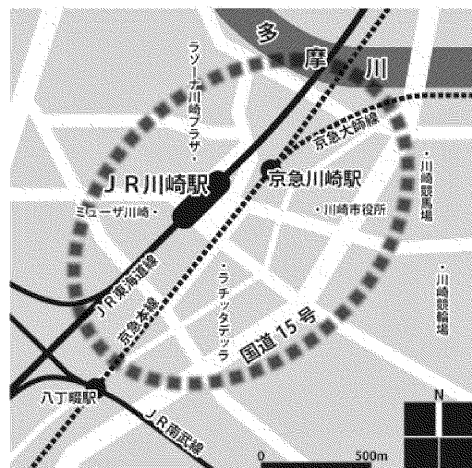 多摩川
ラゾーナ川崎プラザ・
京急大師線
JR川崎駅
京急川崎駅
・川崎競馬場
ミューザ川崎・
・川崎市役所
JR東海道線
京急本線
・ラチッタデッラ
・川崎競輪場
国道15号
八丁畷駅
JR南武線
N
0 500m